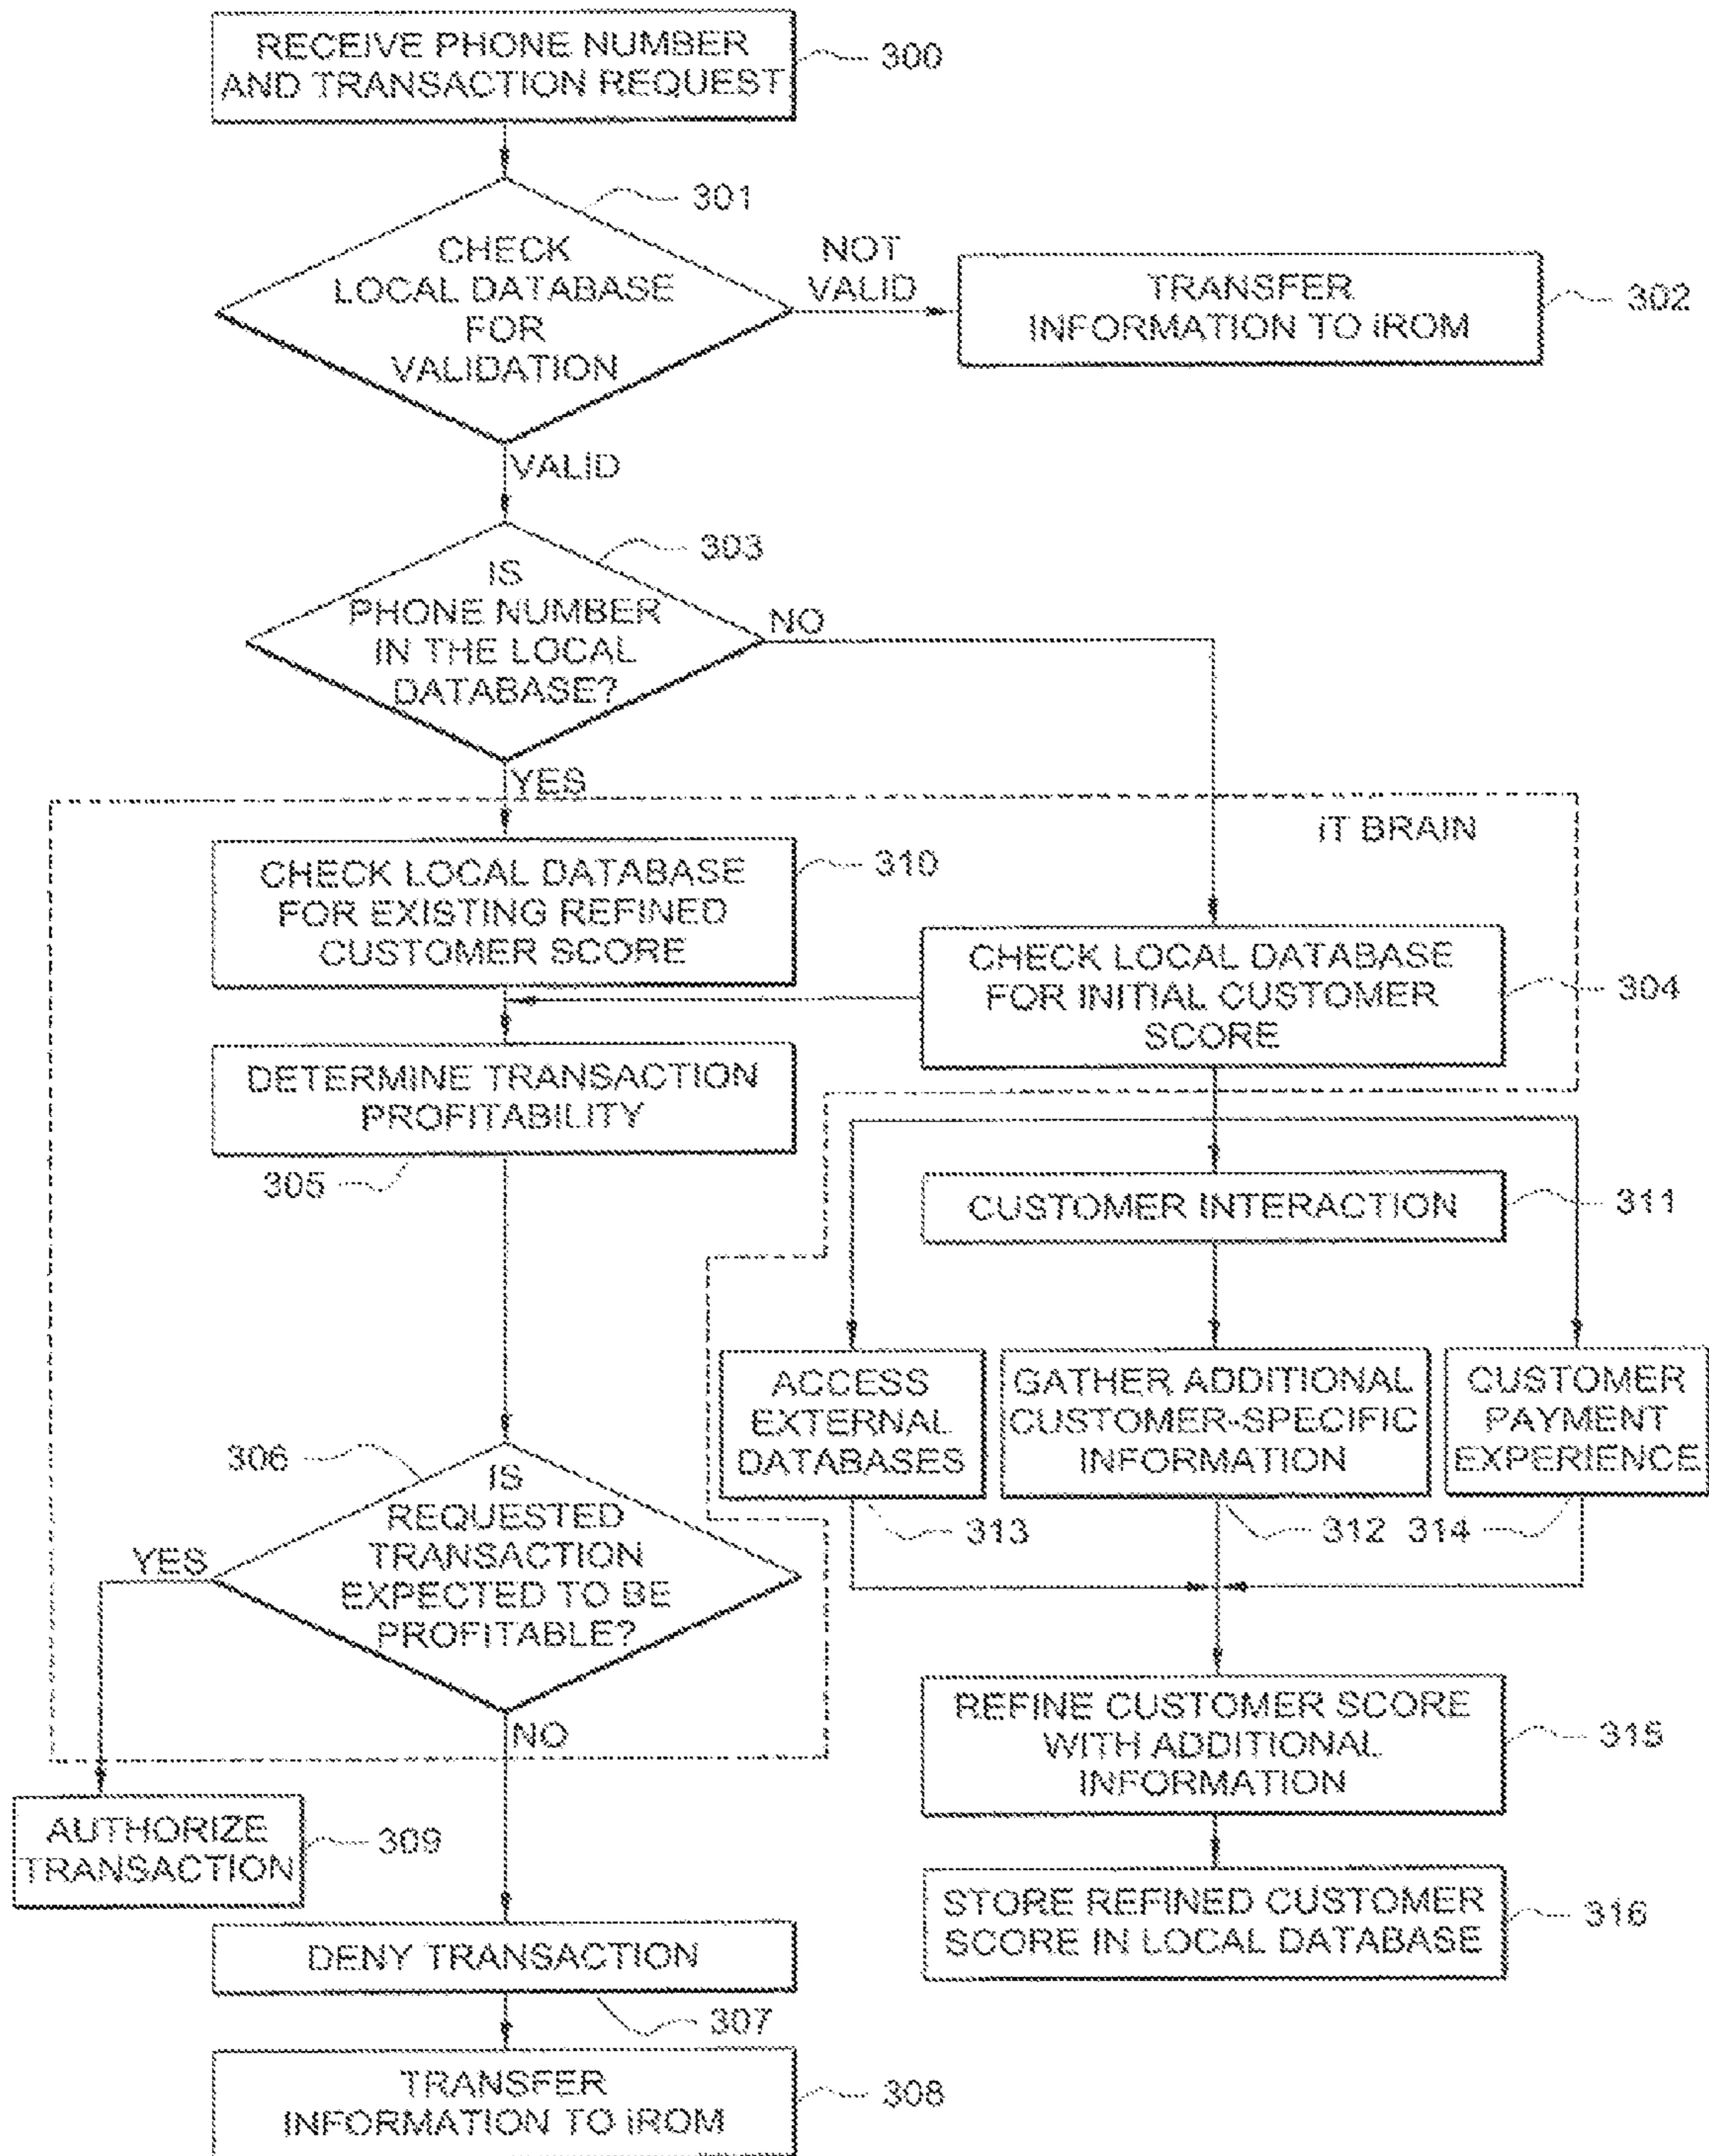 RECEIVE PHONE NUMBER
AND TRANSACTION REQUEST
300
301
CHECK
LOCAL DATABASE
FOR
VALIDATION
NOT
VALID
TRANSFER
INFORMATION TO iROM
302
VALID
303
IS
PHONE NUMBER
IN THE LOCAL
DATABASE?
NO
YES
iT BRAIN
CHECK LOCAL DATABASE
FOR EXISTING REFINED
CUSTOMER SCORE
310
CHECK LOCAL DATABASE
FOR INITIAL CUSTOMER
SCORE
304
DETERMINE TRANSACTION
PROFITABILITY
305
CUSTOMER INTERACTION
311
ACCESS
EXTERNAL
DATABASES
313
GATHER ADDITIONAL
CUSTOMER-SPECIFIC
INFORMATION
312
CUSTOMER
PAYMENT
EXPERIENCE
314
306
IS
REQUESTED
TRANSACTION
EXPECTED TO BE
PROFITABLE?
YES
NO
REFINE CUSTOMER SCORE
WITH ADDITIONAL
INFORMATION
315
AUTHORIZE
TRANSACTION
309
STORE REFINED CUSTOMER
SCORE IN LOCAL DATABASE
316
DENY TRANSACTION
307
TRANSFER
INFORMATION TO iROM
308